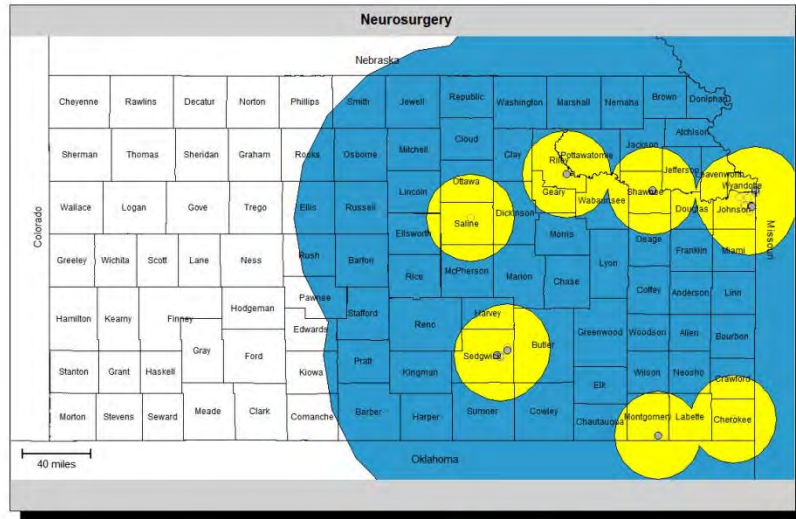 Neurosurgery
Nebraska
Cheyenne Rawlins Decatur Norton Phillips Smith Jewell Republic Washington Marshall Nemaha Brown Doniphan
Atchison
Cloud Jackson
Sherman Thomas Sheridan Graham Rooks Osborne Mitchell Clay Riley Pottawatomie Jefferson Leavenworth
Wyandotte
Ottawa
Lincoln Geary Wabaunsee Shawnee Douglas Johnson
Wallace Logan Gove Trego Ellis Russell Saline Dickinson
Ellsworth Morris
Colorado
Missouri
Greeley Wichita Scott Lane Ness Rush Barton Rice McPherson Marion Chase Lyon Franklin Miami
Pawnee
Hamilton Kearny Finney Hodgeman Edwards Stafford Reno Harvey Coffey Anderson Linn
Gray Ford Sedgwick Butler Greenwood Woodson Allen Bourbon
Stanton Grant Haskell Kiowa Pratt Kingman Elk Wilson Neosho Crawford
Morton Stevens Seward Meade Clark Comanche Barber Harper Sumner Cowley Chautauqua Montgomery Labette Cherokee
40 miles
Oklahoma